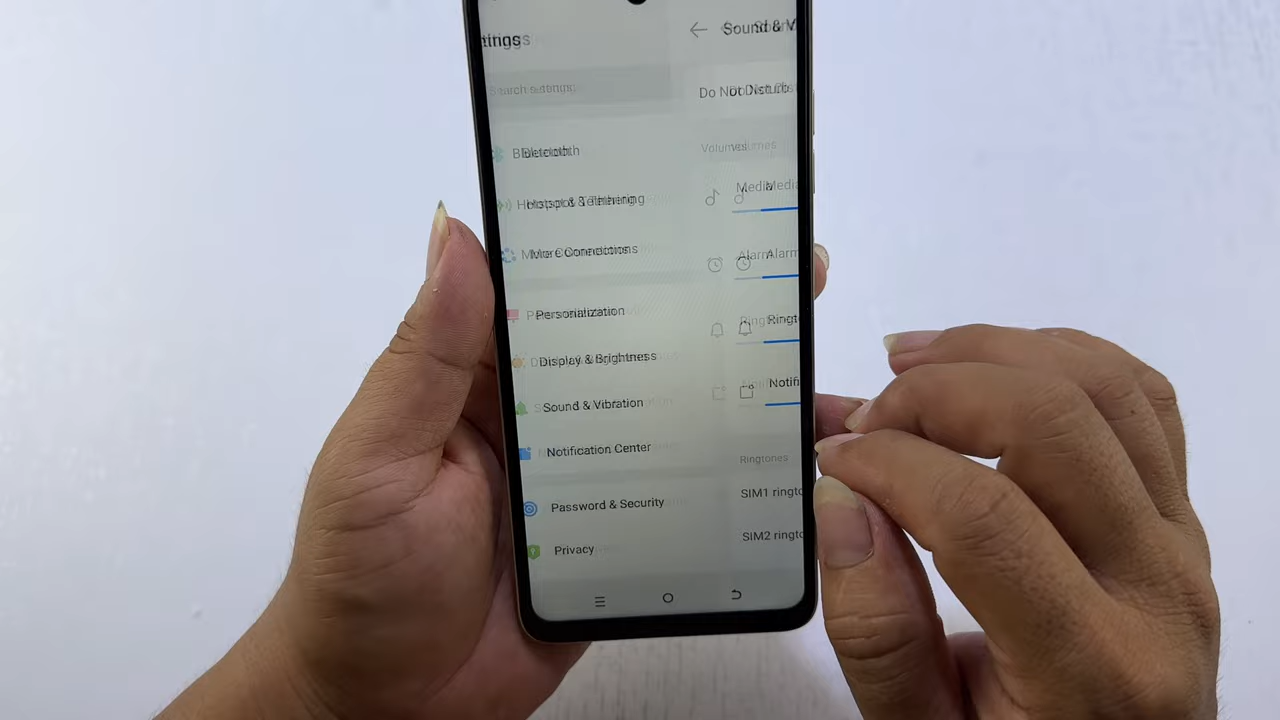 tings
Search settings
Bluetooth
Hotspot & Tethering
More Connections
Personalization
Display & Brightness
Sound & Vibration
Notification Center
Password & Security
Privacy
Sound & V
Do Not Disturb
Volumes
Media
Alarm
Ringt
Notifi
Ringtones
SIM1 ringto
SIM2 ringto